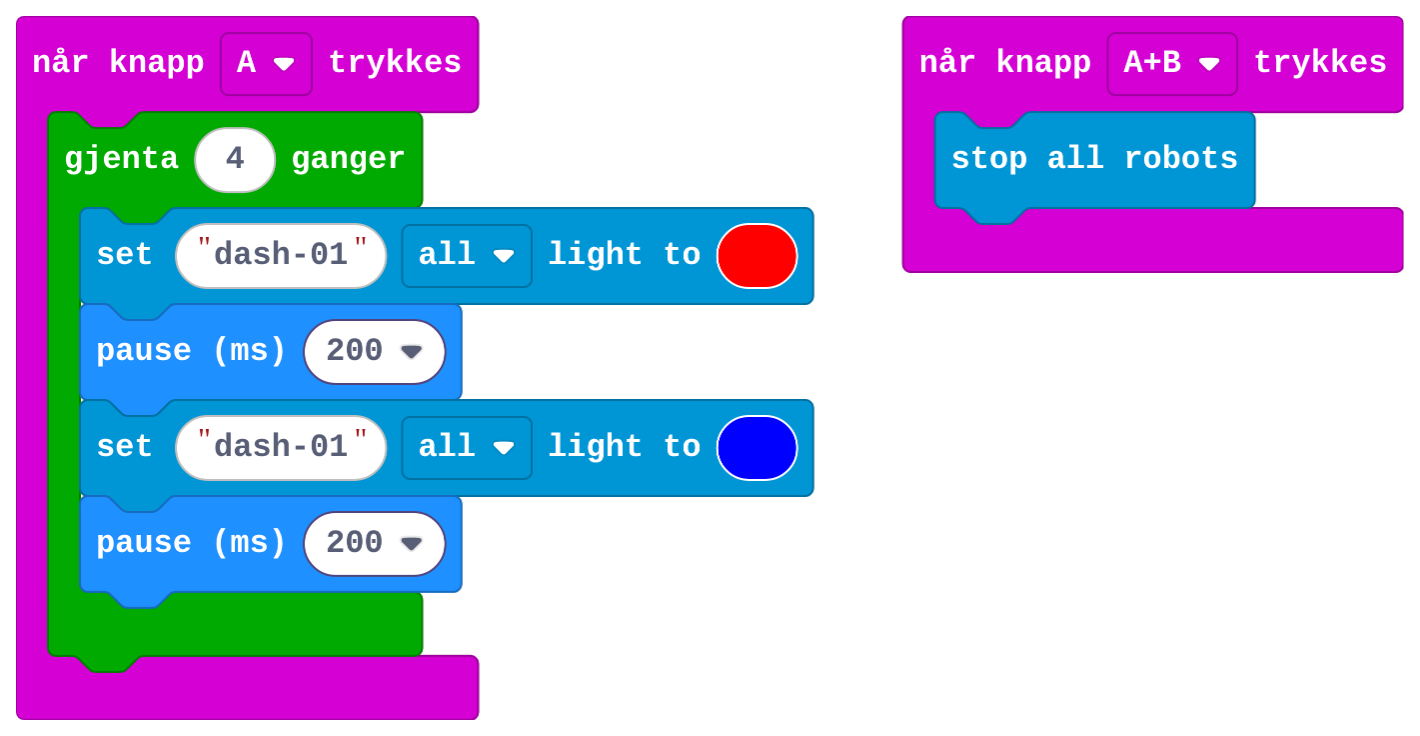 når knapp A trykkes
gjenta 4 ganger
set "dash-01" all light to
pause (ms) 200
set "dash-01" all light to
pause (ms) 200
når knapp A+B trykkes
stop all robots